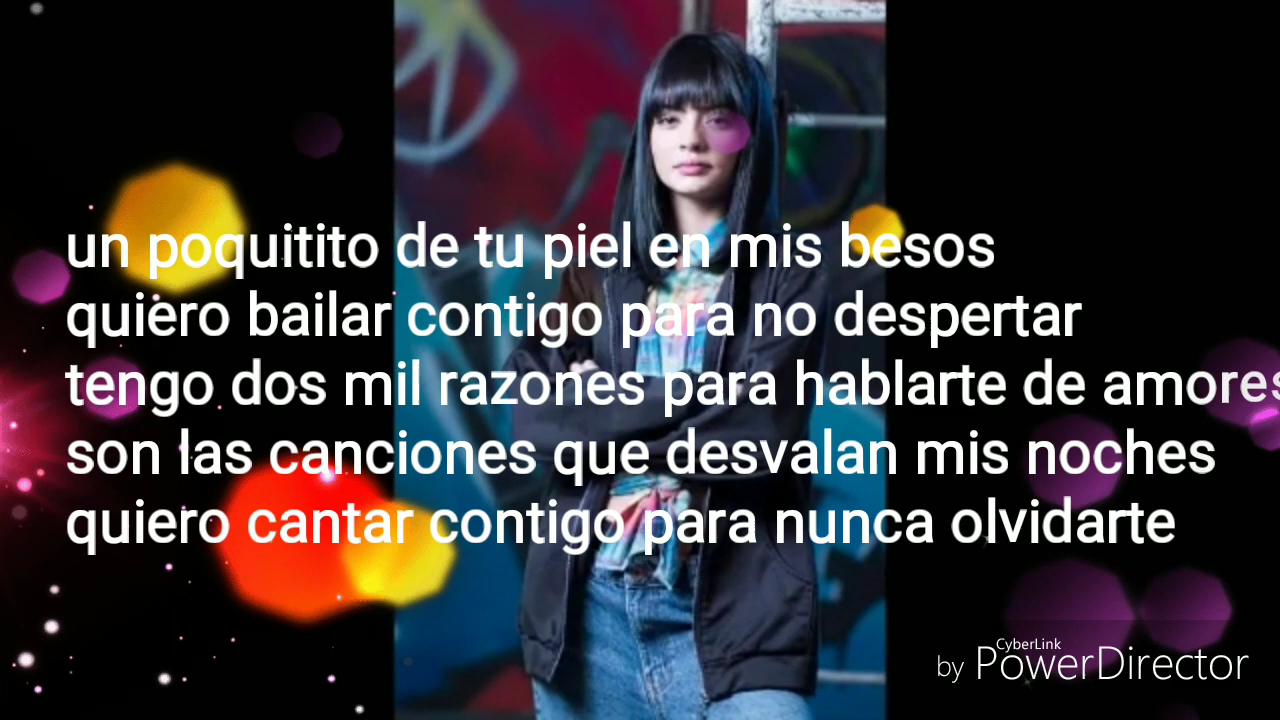 un poquitito de tu piel en mis besos
quiero bailar contigo para no despertar
tengo dos mil razones para hablarte de amores
son las canciones que desvalan mis noches
quiero cantar contigo para nunca olvidarte
CyberLink
by PowerDirector